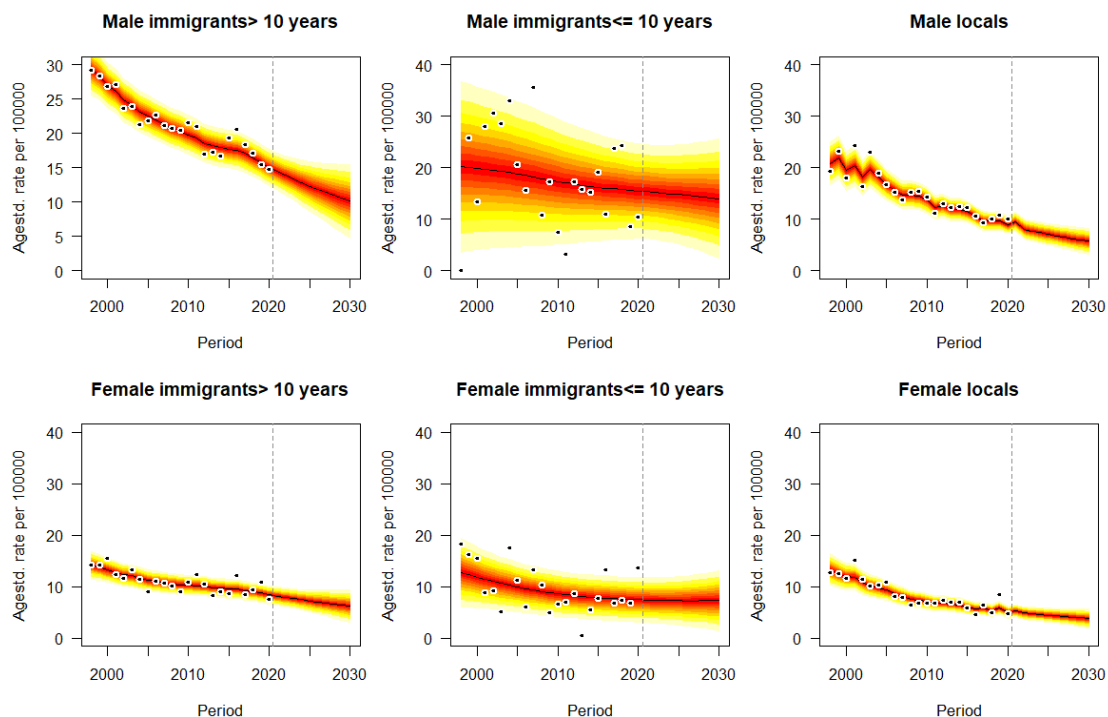 Male immigrants> 10 years
Agestd. rate per 100000
30
25
20
15
10
5
0
2000 2010 2020 2030
Period
Male immigrants<= 10 years
Agestd. rate per 100000
40
30
20
10
0
2000 2010 2020 2030
Period
Male locals
Agestd. rate per 100000
40
30
20
10
0
2000 2010 2020 2030
Period
Female immigrants> 10 years
Agestd. rate per 100000
40
30
20
10
0
2000 2010 2020 2030
Period
Female immigrants<= 10 years
Agestd. rate per 100000
40
30
20
10
0
2000 2010 2020 2030
Period
Female locals
Agestd. rate per 100000
40
30
20
10
0
2000 2010 2020 2030
Period